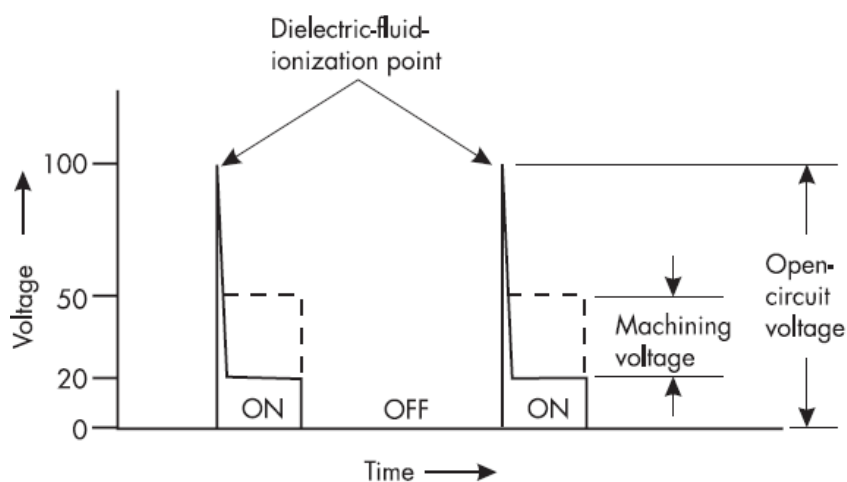 Dielectric-fluid-
ionization point
100
50
20
0
Voltage
ON
OFF
ON
Machining
voltage
Open-
circuit
voltage
Time